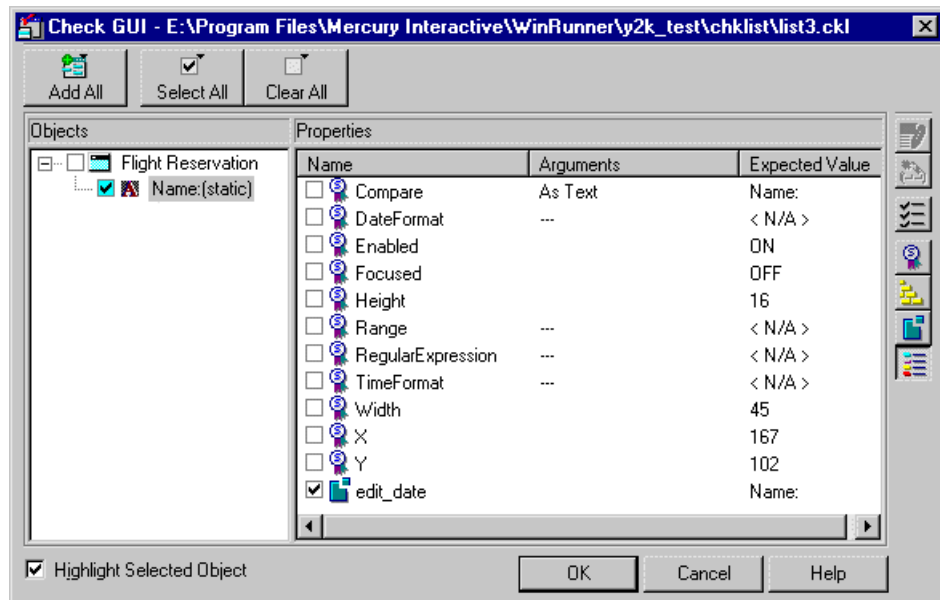 Check GUI - E:\Program Files\Mercury Interactive\WinRunner\y2k_test\chklist\list3.ckl
Add All Select All Clear All
Objects Properties
Flight Reservation
Name:(static)
Name Arguments Expected Value
Compare As Text Name:
DateFormat --- < N/A >
Enabled ON
Focused OFF
Height 16
Range --- < N/A >
RegularExpression --- < N/A >
TimeFormat --- < N/A >
Width 45
X 167
Y 102
edit_date Name:
Highlight Selected Object OK Cancel Help